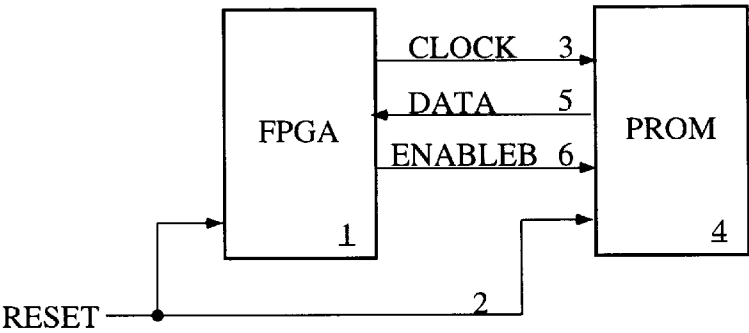 CLOCK 3
DATA 5
FPGA
PROM
ENABLEB 6
1
4
RESET
2